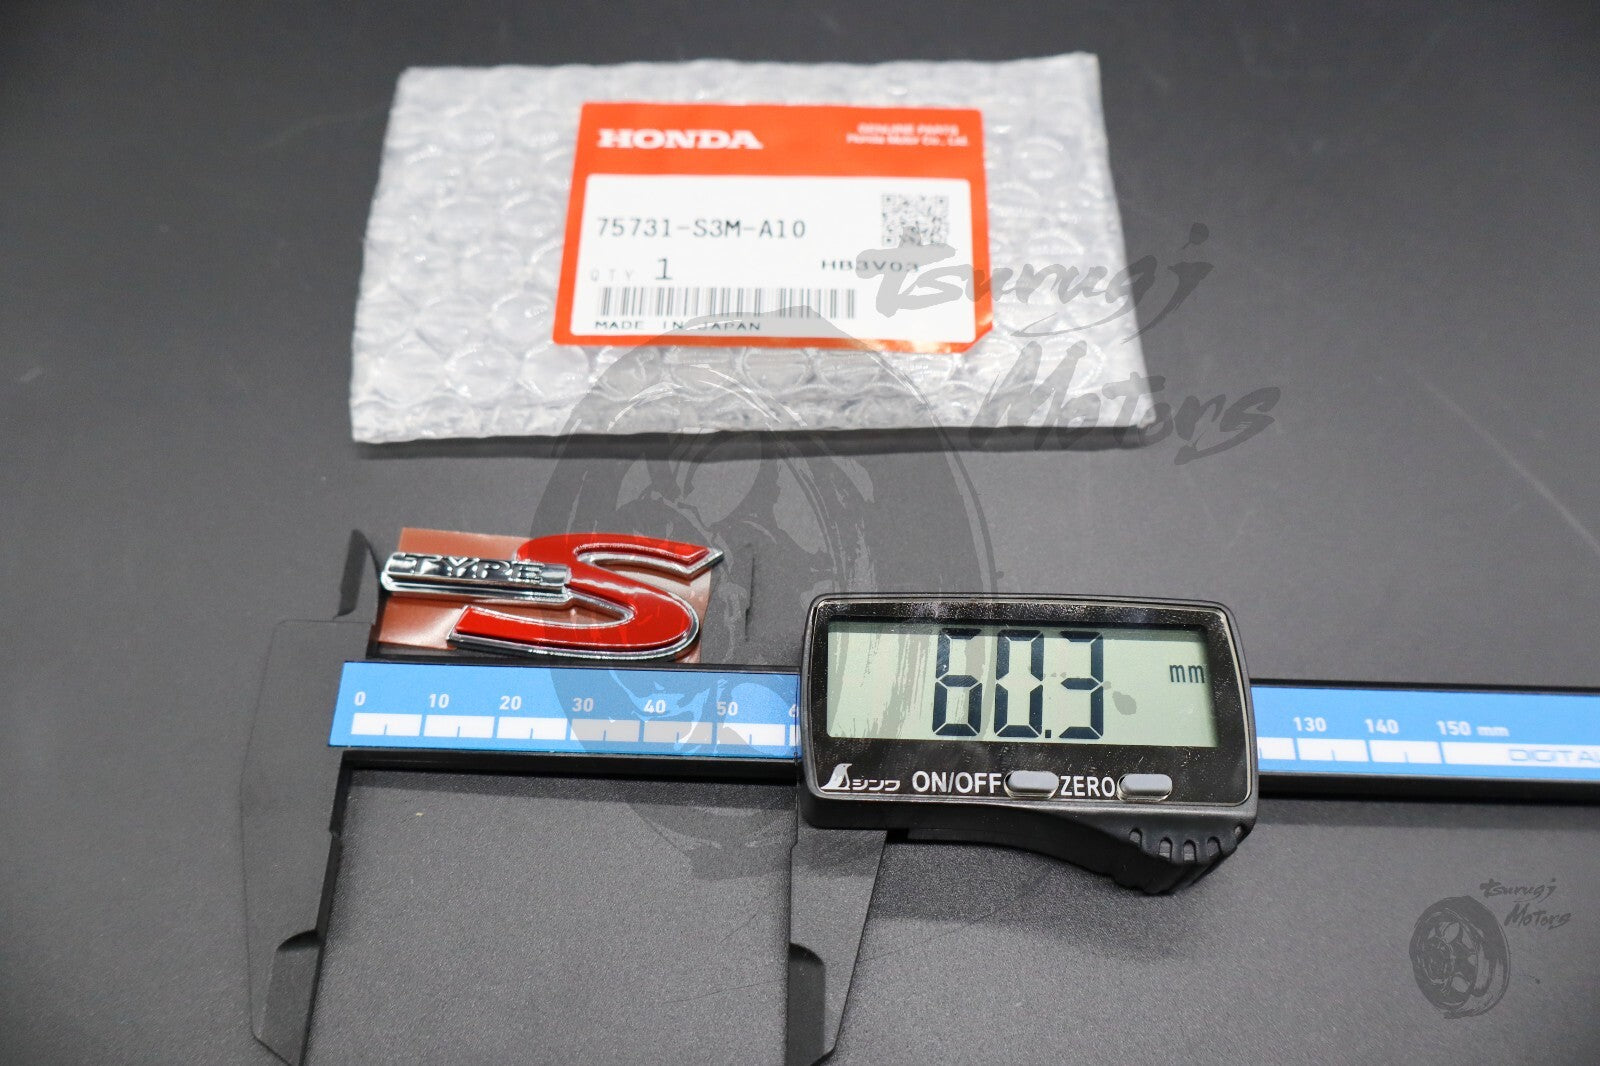 HONDA
GENUINE PARTS
Honda Motor Co., Ltd.
75731-S3M-A10
QTY 1
HB3V03
MADE IN JAPAN
Tsurugi
Motors
TYPE S
60.3 mm
0 10 20 30 40 50 6
130 140 150 mm
DIGITAL
シンワ ON/OFF ZERO
Tsurugi
Motors